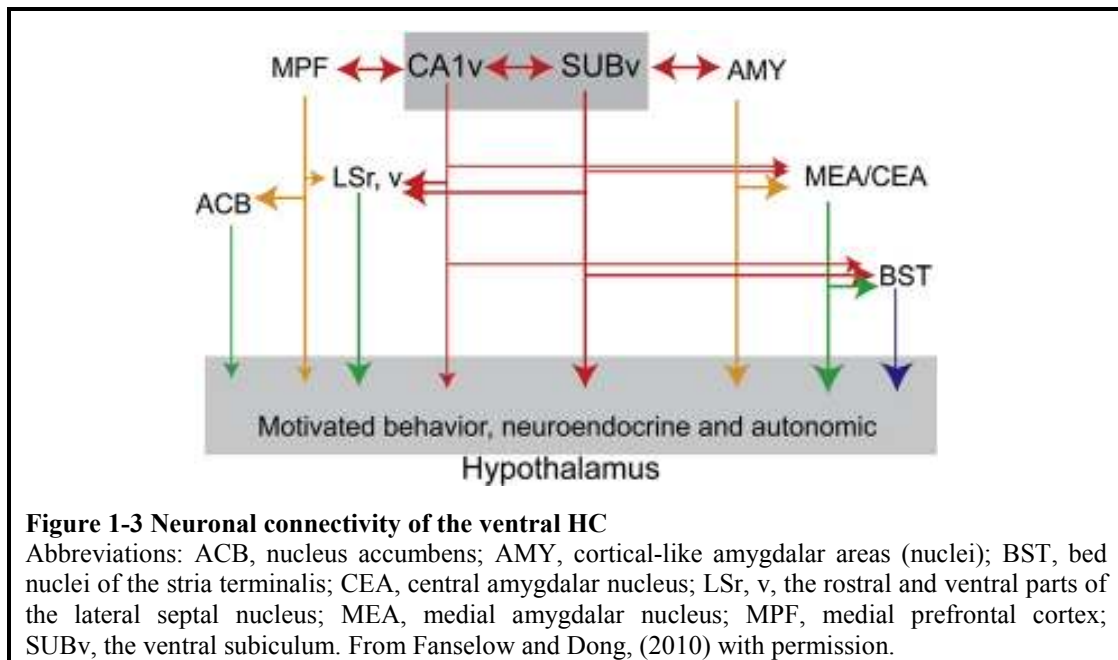 MPF CA1v SUBv AMY
LSr, v MEA/CEA
ACB
BST
Motivated behavior, neuroendocrine and autonomic
Hypothalamus
Figure 1-3 Neuronal connectivity of the ventral HC
Abbreviations: ACB, nucleus accumbens; AMY, cortical-like amygdalar areas (nuclei); BST, bed
nuclei of the stria terminalis; CEA, central amygdalar nucleus; LSr, v, the rostral and ventral parts of
the lateral septal nucleus; MEA, medial amygdalar nucleus; MPF, medial prefrontal cortex;
SUBv, the ventral subiculum. From Fanselow and Dong, (2010) with permission.